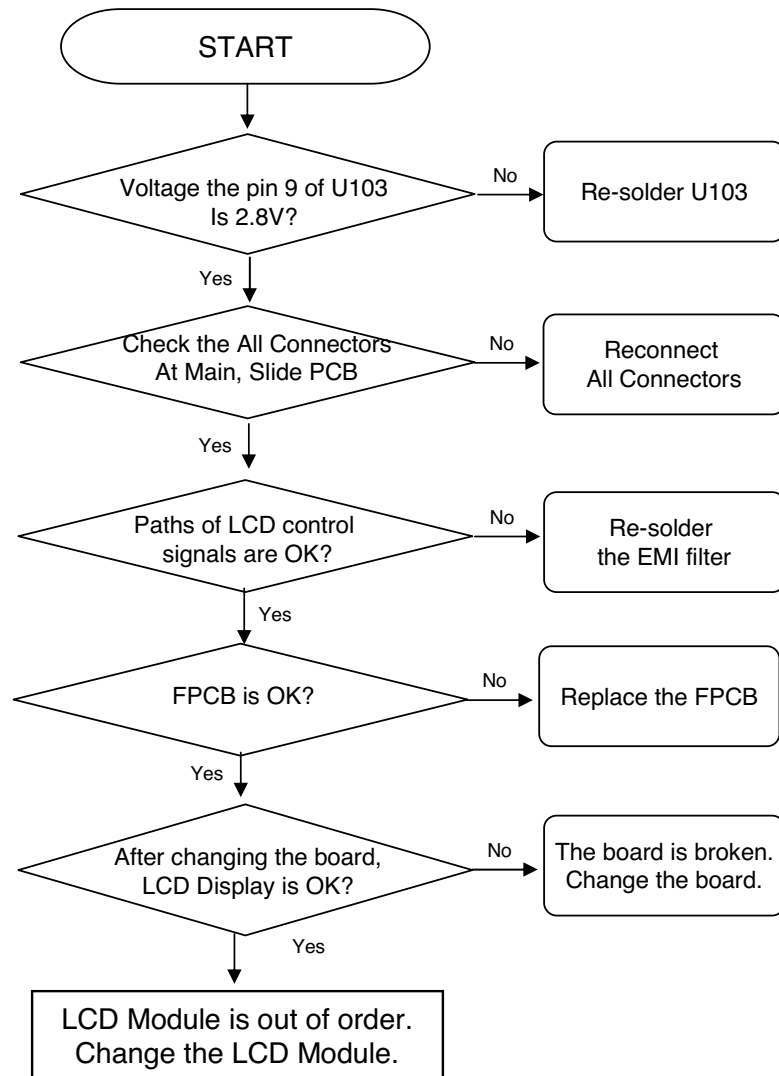 START
Voltage the pin 9 of U103
Is 2.8V?
No
Re-solder U103
Yes
Check the All Connectors
At Main, Slide PCB
No
Reconnect
All Connectors
Yes
Paths of LCD control
signals are OK?
No
Re-solder
the EMI filter
Yes
FPCB is OK?
No
Replace the FPCB
Yes
After changing the board,
LCD Display is OK?
No
The board is broken.
Change the board.
Yes
LCD Module is out of order.
Change the LCD Module.